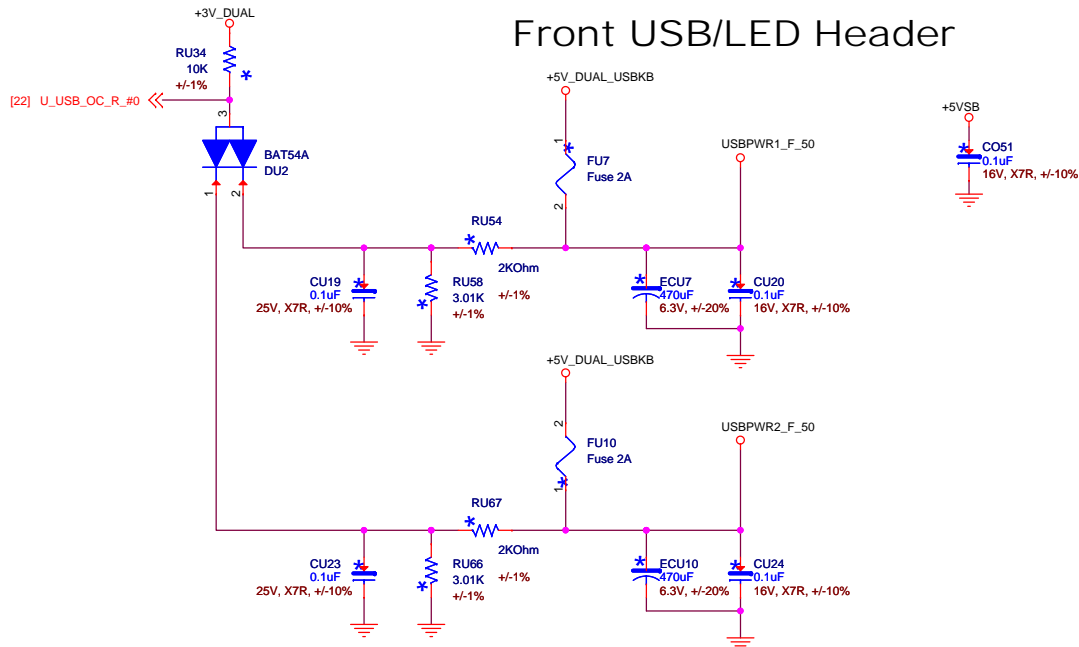 Front USB/LED Header
+3V_DUAL
RU34
10K
+/-1%
[22] U_USB_OC_R_#0
3
BAT54A
DU2
1
2
+5V_DUAL_USBKB
1
FU7
Fuse 2A
2
USBPWR1_F_50
+5VSB
CO51
0.1uF
16V, X7R, +/-10%
RU54
2KOhm
+/-1%
CU19
0.1uF
25V, X7R, +/-10%
RU58
3.01K
+/-1%
ECU7
470uF
6.3V, +/-20%
CU20
0.1uF
16V, X7R, +/-10%
+5V_DUAL_USBKB
2
FU10
Fuse 2A
1
USBPWR2_F_50
RU67
2KOhm
+/-1%
CU23
0.1uF
25V, X7R, +/-10%
RU66
3.01K
+/-1%
ECU10
470uF
6.3V, +/-20%
CU24
0.1uF
16V, X7R, +/-10%